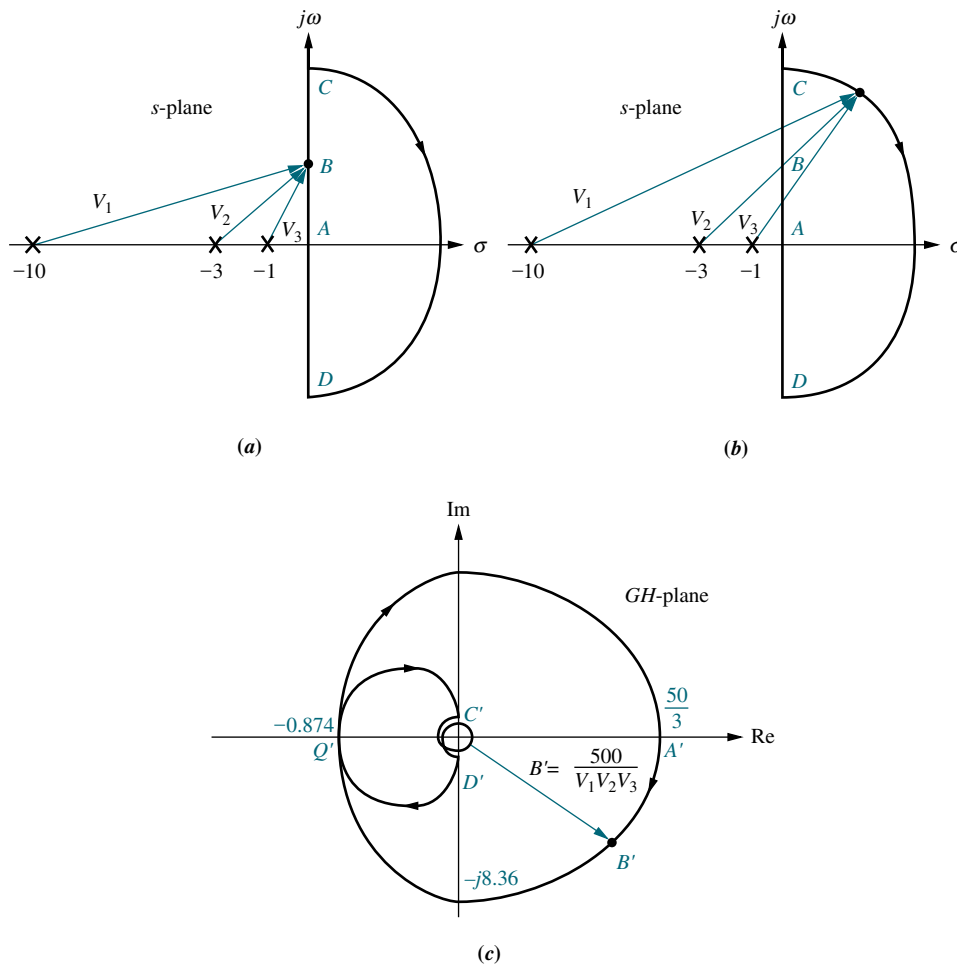 jω
C
s-plane
B
V₁
V₂
V₃
A
σ
−10
−3
−1
D
(a)
jω
C
s-plane
B
V₁
V₂
V₃
A
σ
−10
−3
−1
D
(b)
Im
GH-plane
−0.874
C′
50/3
Q′
A′
Re
B′= 500/V₁V₂V₃
D′
B′
−j8.36
(c)